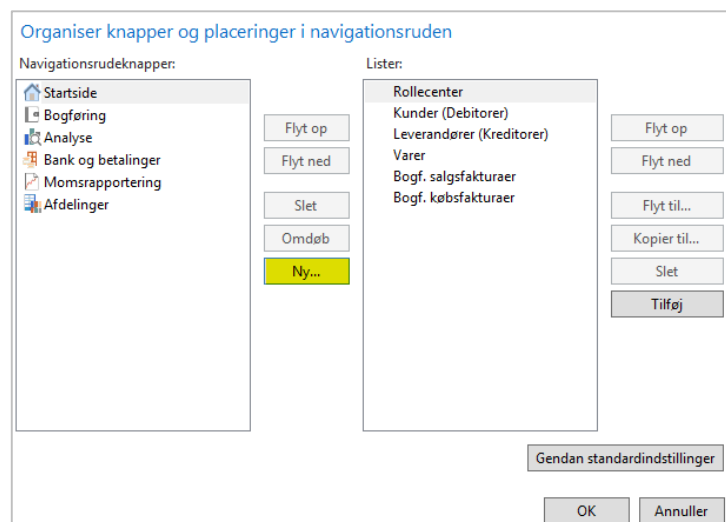 Organiser knapper og placeringer i navigationsruden
Navigationsrudeknapper:
Startside
Bogføring
Analyse
Bank og betalinger
Momsrapportering
Afdelinger
Flyt op
Flyt ned
Slet
Omdøb
Ny...
Lister:
Rollecenter
Kunder (Debitorer)
Leverandører (Kreditorer)
Varer
Bogf. salgsfakturaer
Bogf. købsfakturaer
Flyt op
Flyt ned
Flyt til...
Kopier til...
Slet
Tilføj
Gendan standardindstillinger
OK
Annuller